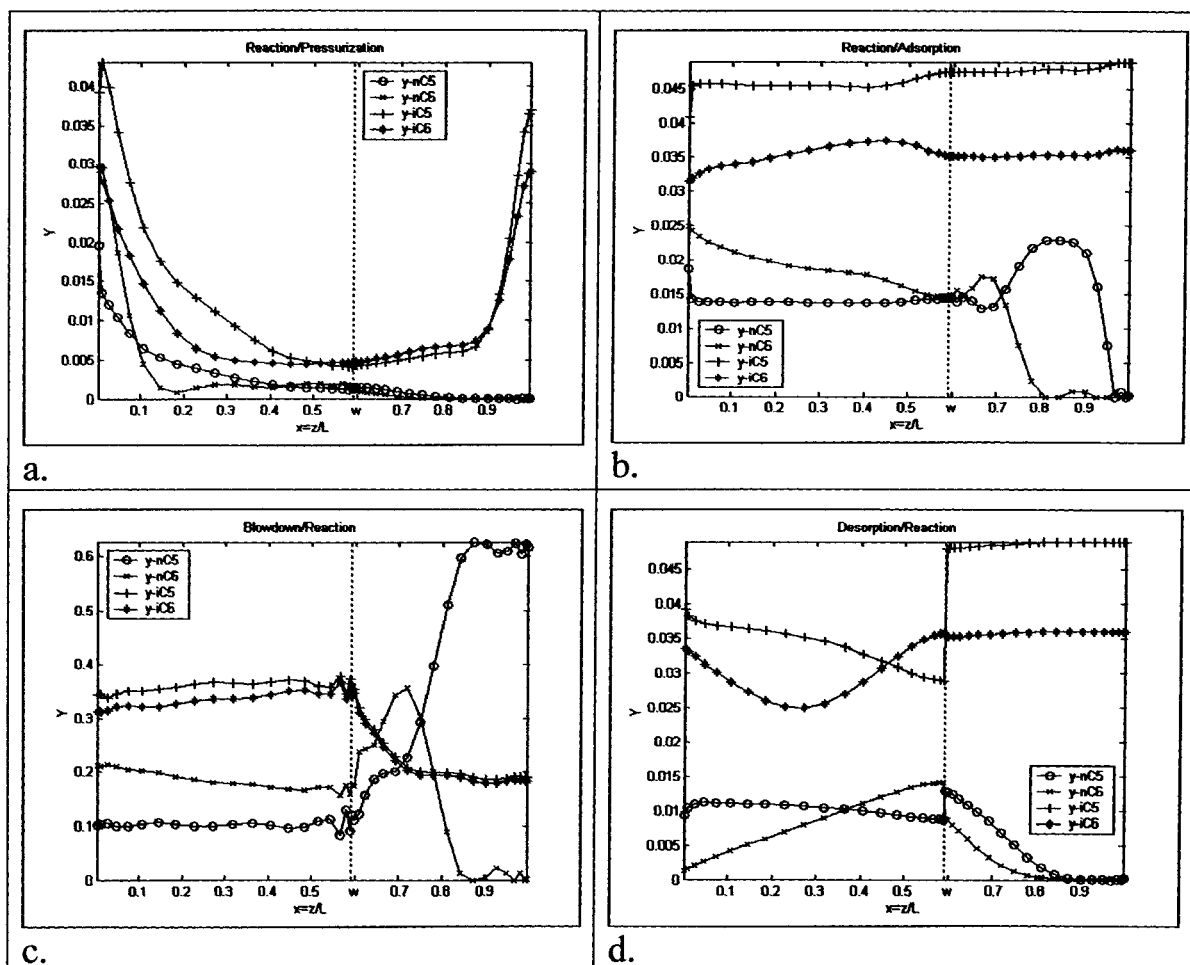 Reaction/Pressurization
0.04
0.035
0.03
0.025
0.02
0.015
0.01
0.005
0
Y
y-nC5
y-nC6
y-iC5
y-iC6
0.1 0.2 0.3 0.4 0.5 w 0.7 0.8 0.9
x=z/L
a.
Reaction/Adsorption
0.045
0.04
0.035
0.03
0.025
0.02
0.015
0.01
0.005
0
Y
y-nC5
y-nC6
y-iC5
y-iC6
0.1 0.2 0.3 0.4 0.5 w 0.7 0.8 0.9
x=z/L
b.
Blowdown/Reaction
0.6
0.5
0.4
0.3
0.2
0.1
0
Y
y-nC5
y-nC6
y-iC5
y-iC6
0.1 0.2 0.3 0.4 0.5 w 0.7 0.8 0.9
x=z/L
c.
Desorption/Reaction
0.045
0.04
0.035
0.03
0.025
0.02
0.015
0.01
0.005
0
Y
y-nC5
y-nC6
y-iC5
y-iC6
0.1 0.2 0.3 0.4 0.5 w 0.7 0.8 0.9
x=z/L
d.